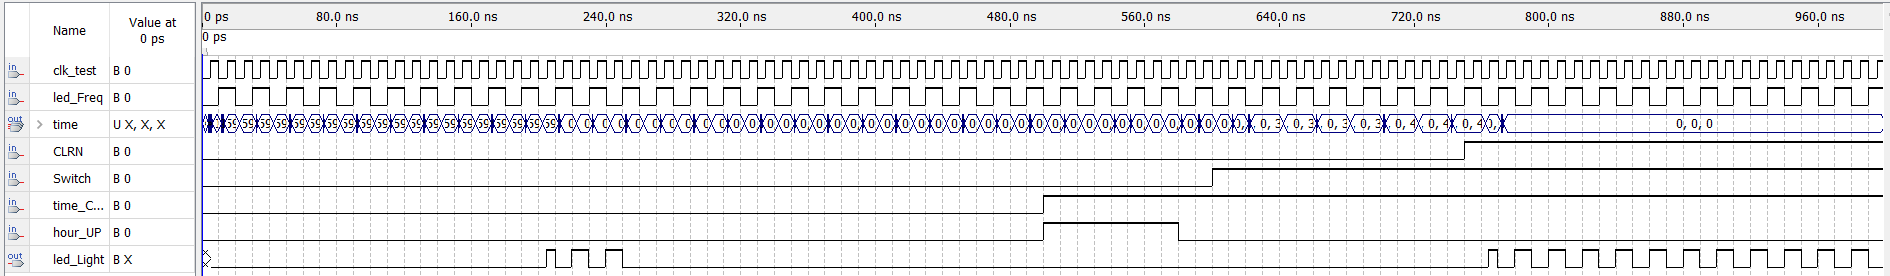 Name
Value at
0 ps
0 ps 80.0 ns 160.0 ns 240.0 ns 320.0 ns 400.0 ns 480.0 ns 560.0 ns 640.0 ns 720.0 ns 800.0 ns 880.0 ns 960.0 ns
0 ps
in clk_test B 0
in led_Freq B 0
out > time U X, X, X 0, 0, 0
in CLRN B 0
in Switch B 0
in time_C... B 0
in hour_UP B 0
out led_Light B X